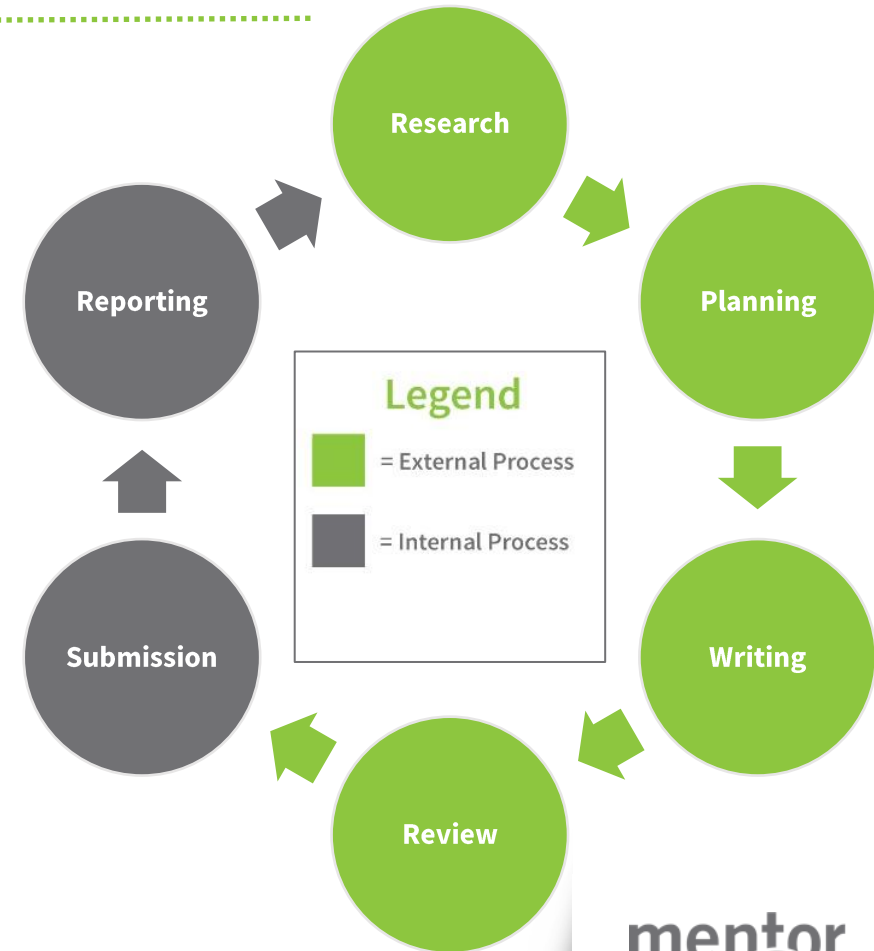 Research
Planning
Writing
Review
Submission
Reporting
Legend
= External Process
= Internal Process
mentor